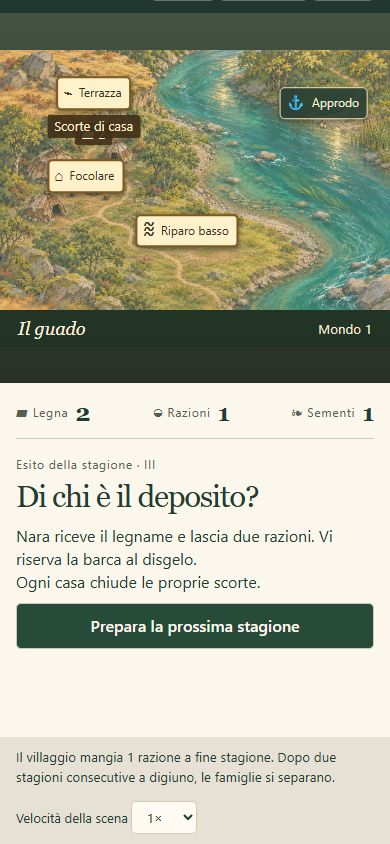 Terrazza
Approdo
Scorte di casa
Focolare
Riparo basso
Il guado
Mondo 1
Legna 2
Razioni 1
Sementi 1
Esito della stagione · III
Di chi è il deposito?
Nara riceve il legname e lascia due razioni. Vi
riserva la barca al disgelo.
Ogni casa chiude le proprie scorte.
Prepara la prossima stagione
Il villaggio mangia 1 razione a fine stagione. Dopo due
stagioni consecutive a digiuno, le famiglie si separano.
Velocità della scena 1×